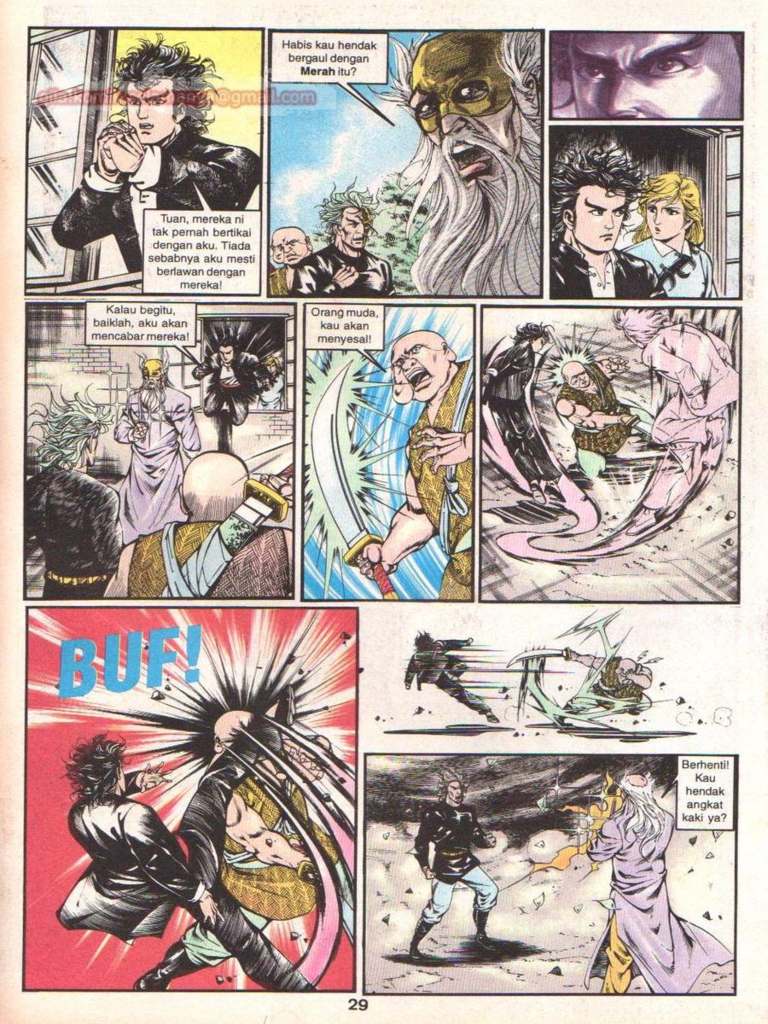 Tuan, mereka ni
tak pernah bertikai
dengan aku. Tiada
sebabnya aku mesti
berlawan dengan
mereka!
Habis kau hendak
bergaul dengan
Merah itu?
Kalau begitu,
baiklah, aku akan
mencabar mereka!
Orang muda,
kau akan
menyesal!
BUF!
Berhenti!
Kau
hendak
angkat
kaki ya?
29